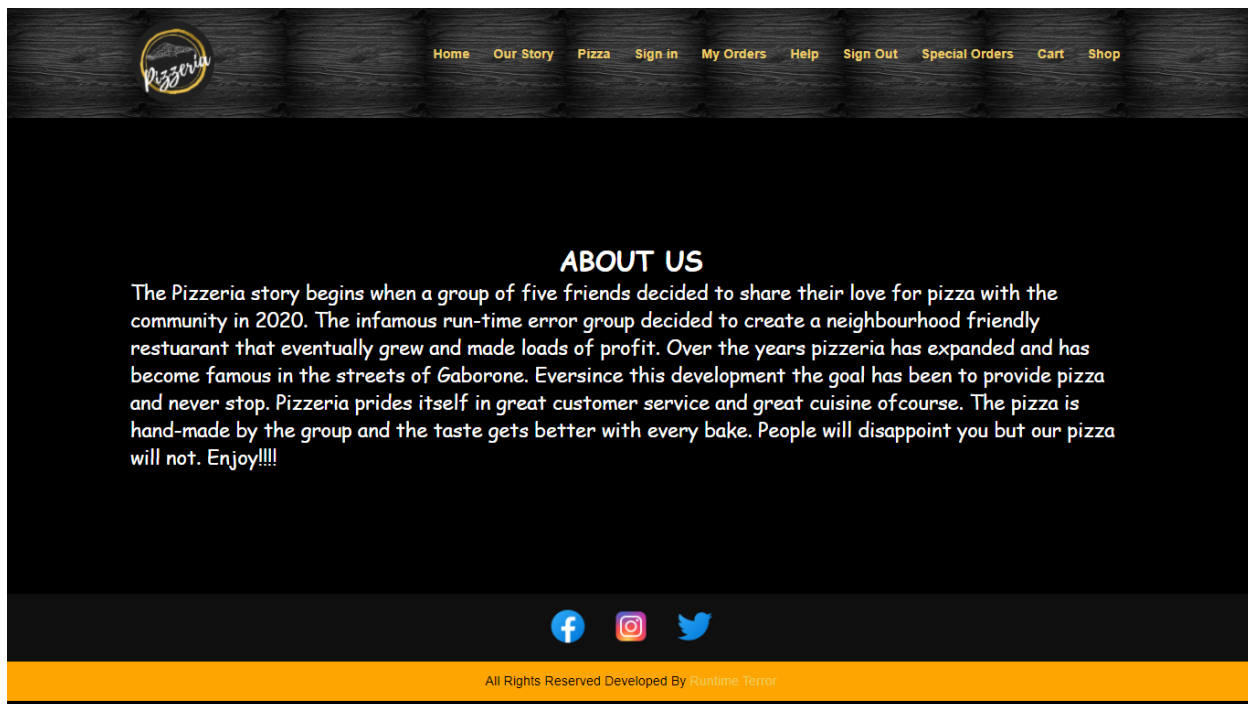 Pizzeria
Home Our Story Pizza Sign in My Orders Help Sign Out Special Orders Cart Shop
ABOUT US
The Pizzeria story begins when a group of five friends decided to share their love for pizza with the
community in 2020. The infamous run-time error group decided to create a neighbourhood friendly
restuarant that eventually grew and made loads of profit. Over the years pizzeria has expanded and has
become famous in the streets of Gaborone. Eversince this development the goal has been to provide pizza
and never stop. Pizzeria prides itself in great customer service and great cuisine ofcourse. The pizza is
hand-made by the group and the taste gets better with every bake. People will disappoint you but our pizza
will not. Enjoy!!!!
All Rights Reserved Developed By Runtime Terror